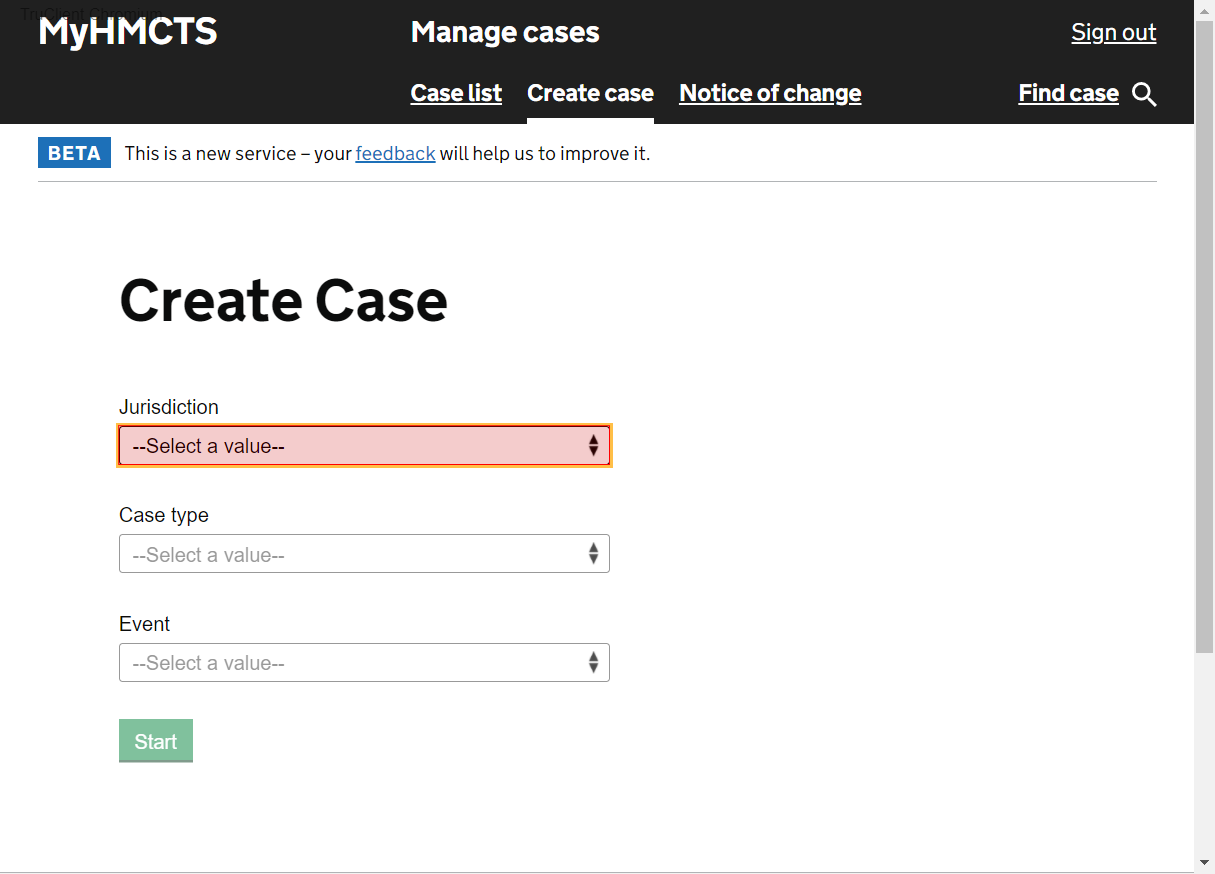 TruClient Chromium
MyHMCTS
Manage cases
Sign out
Case list
Create case
Notice of change
Find case
BETA
This is a new service – your feedback will help us to improve it.
Create Case
Jurisdiction
--Select a value--
Case type
--Select a value--
Event
--Select a value--
Start